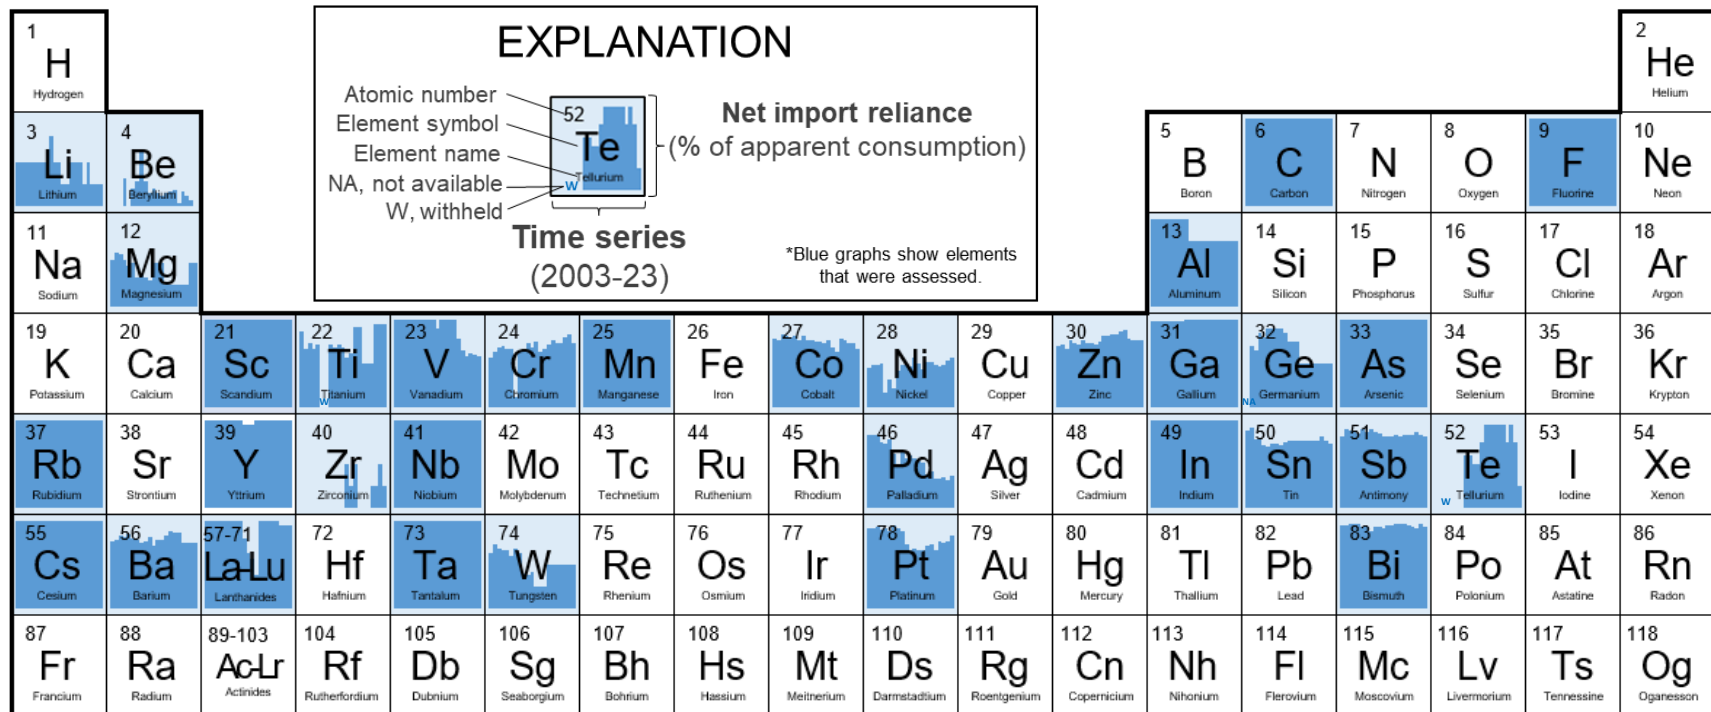 EXPLANATION
Atomic number
Element symbol
Element name
NA, not available
W, withheld
52
Te
Tellurium
W
Net import reliance
(% of apparent consumption)
Time series
(2003-23)
*Blue graphs show elements
that were assessed.
1 2
H He
Hydrogen Helium
3 4 5 6 7 8 9 10
Li Be B C N O F Ne
Lithium Beryllium Boron Carbon Nitrogen Oxygen Fluorine Neon
11 12 13 14 15 16 17 18
Na Mg Al Si P S Cl Ar
Sodium Magnesium Aluminum Silicon Phosphorus Sulfur Chlorine Argon
19 20 21 22 23 24 25 26 27 28 29 30 31 32 33 34 35 36
K Ca Sc Ti V Cr Mn Fe Co Ni Cu Zn Ga Ge As Se Br Kr
Potassium Calcium Scandium Titanium Vanadium Chromium Manganese Iron Cobalt Nickel Copper Zinc Gallium Germanium Arsenic Selenium Bromine Krypton
W NA
37 38 39 40 41 42 43 44 45 46 47 48 49 50 51 52 53 54
Rb Sr Y Zr Nb Mo Tc Ru Rh Pd Ag Cd In Sn Sb Te I Xe
Rubidium Strontium Yttrium Zirconium Niobium Molybdenum Technetium Ruthenium Rhodium Palladium Silver Cadmium Indium Tin Antimony Tellurium Iodine Xenon
W
55 56 57-71 72 73 74 75 76 77 78 79 80 81 82 83 84 85 86
Cs Ba La-Lu Hf Ta W Re Os Ir Pt Au Hg Tl Pb Bi Po At Rn
Cesium Barium Lanthanides Hafnium Tantalum Tungsten Rhenium Osmium Iridium Platinum Gold Mercury Thallium Lead Bismuth Polonium Astatine Radon
87 88 89-103 104 105 106 107 108 109 110 111 112 113 114 115 116 117 118
Fr Ra Ac-Lr Rf Db Sg Bh Hs Mt Ds Rg Cn Nh Fl Mc Lv Ts Og
Francium Radium Actinides Rutherfordium Dubnium Seaborgium Bohrium Hassium Meitnerium Darmstadtium Roentgenium Copernicium Nihonium Flerovium Moscovium Livermorium Tennessine Oganesson